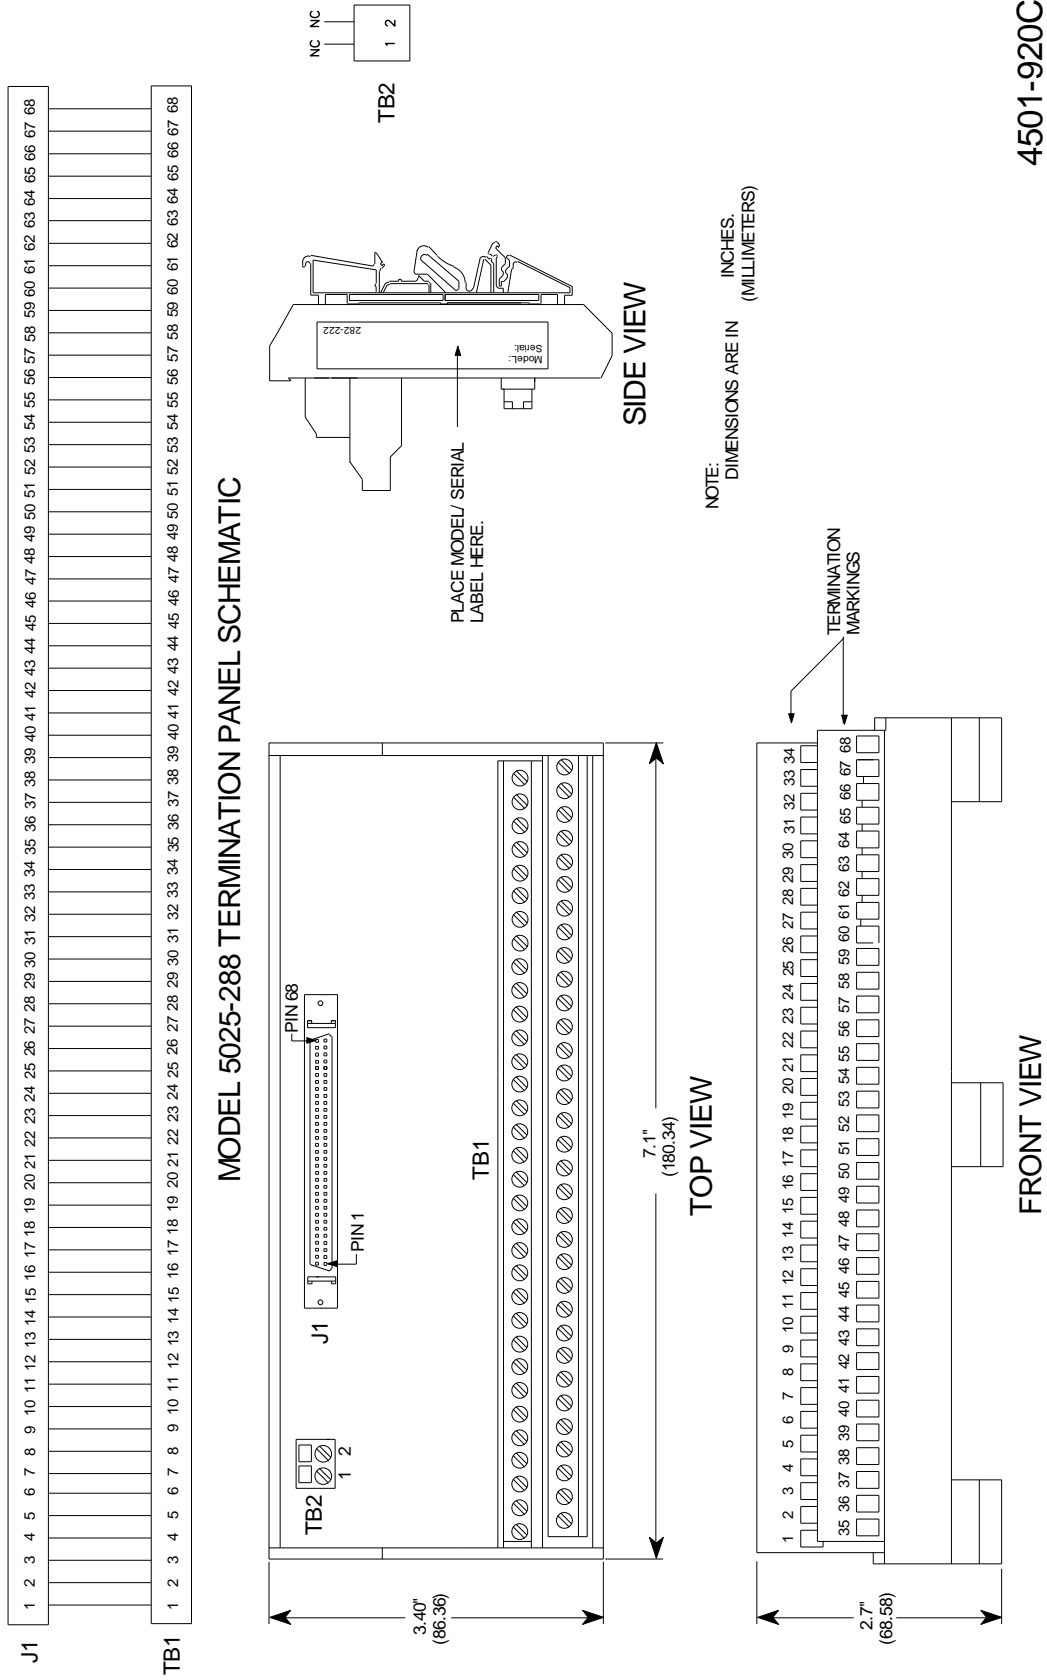 J1
1 2 3 4 5 6 7 8 9 10 11 12 13 14 15 16 17 18 19 20 21 22 23 24 25 26 27 28 29 30 31 32 33 34 35 36 37 38 39 40 41 42 43 44 45 46 47 48 49 50 51 52 53 54 55 56 57 58 59 60 61 62 63 64 65 66 67 68
TB1
1 2 3 4 5 6 7 8 9 10 11 12 13 14 15 16 17 18 19 20 21 22 23 24 25 26 27 28 29 30 31 32 33 34 35 36 37 38 39 40 41 42 43 44 45 46 47 48 49 50 51 52 53 54 55 56 57 58 59 60 61 62 63 64 65 66 67 68
MODEL 5025-288 TERMINATION PANEL SCHEMATIC
NC
NC
1 2
TB2
3.40"
(86.36)
TB2
1 2
J1
PIN 1
PIN 68
TB1
7.1"
(180.34)
TOP VIEW
Model.:
Serial:
282-222
PLACE MODEL/ SERIAL
LABEL HERE.
SIDE VIEW
NOTE:
DIMENSIONS ARE IN
INCHES.
(MILLIMETERS)
2.7"
(68.58)
1 2 3 4 5 6 7 8 9 10 11 12 13 14 15 16 17 18 19 20 21 22 23 24 25 26 27 28 29 30 31 32 33 34
35 36 37 38 39 40 41 42 43 44 45 46 47 48 49 50 51 52 53 54 55 56 57 58 59 60 61 62 63 64 65 66 67 68
TERMINATION
MARKINGS
FRONT VIEW
4501-920C